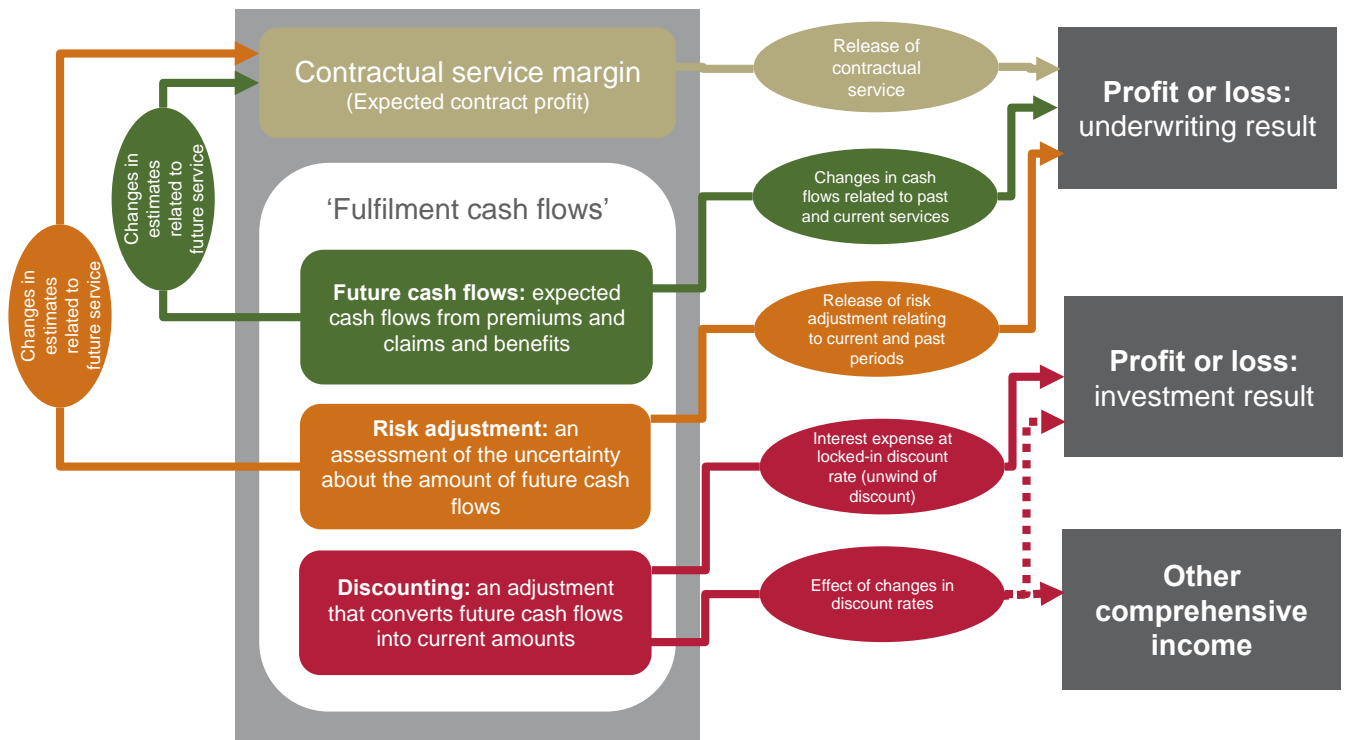 Contractual service margin
(Expected contract profit)
Release of
contractual
service
Profit or loss:
underwriting result
Changes in
estimates
related to
future service
Changes in
estimates
related to
future service
‘Fulfilment cash flows’
Changes in cash
flows related to past
and current services
Future cash flows: expected
cash flows from premiums and
claims and benefits
Release of risk
adjustment relating
to current and past
periods
Profit or loss:
investment result
Risk adjustment: an
assessment of the uncertainty
about the amount of future cash
flows
Interest expense at
locked-in discount
rate (unwind of
discount)
Discounting: an adjustment
that converts future cash flows
into current amounts
Effect of changes in
discount rates
Other
comprehensive
income